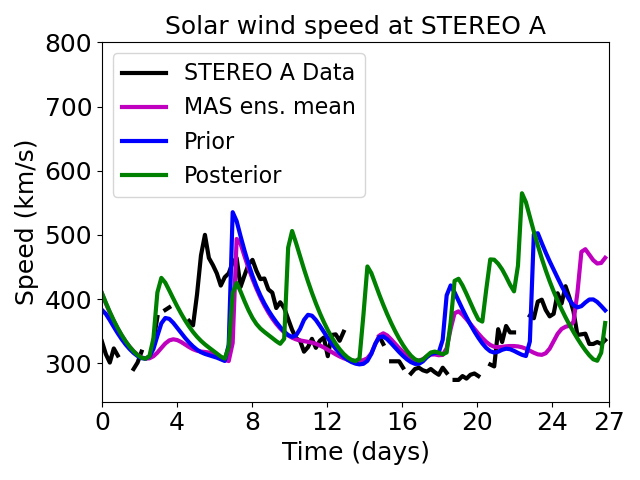 Solar wind speed at STEREO A
Speed (km/s)
800
700
600
500
400
300
STEREO A Data
MAS ens. mean
Prior
Posterior
0 4 8 12 16 20 24 27
Time (days)